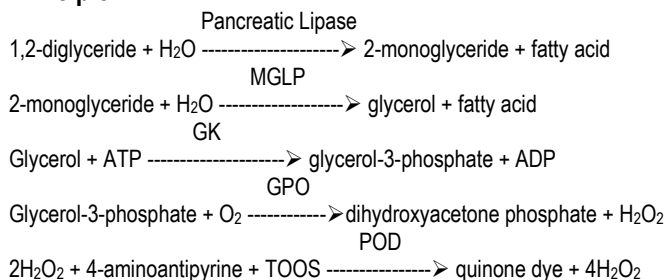 Pancreatic Lipase
1,2-diglyceride + H₂O ---------------------➢ 2-monoglyceride + fatty acid
MGLP
2-monoglyceride + H₂O -------------------➢ glycerol + fatty acid
GK
Glycerol + ATP ---------------------➢ glycerol-3-phosphate + ADP
GPO
Glycerol-3-phosphate + O₂ ------------➢dihydroxyacetone phosphate + H₂O₂
POD
2H₂O₂ + 4-aminoantipyrine + TOOS ----------------➢ quinone dye + 4H₂O₂